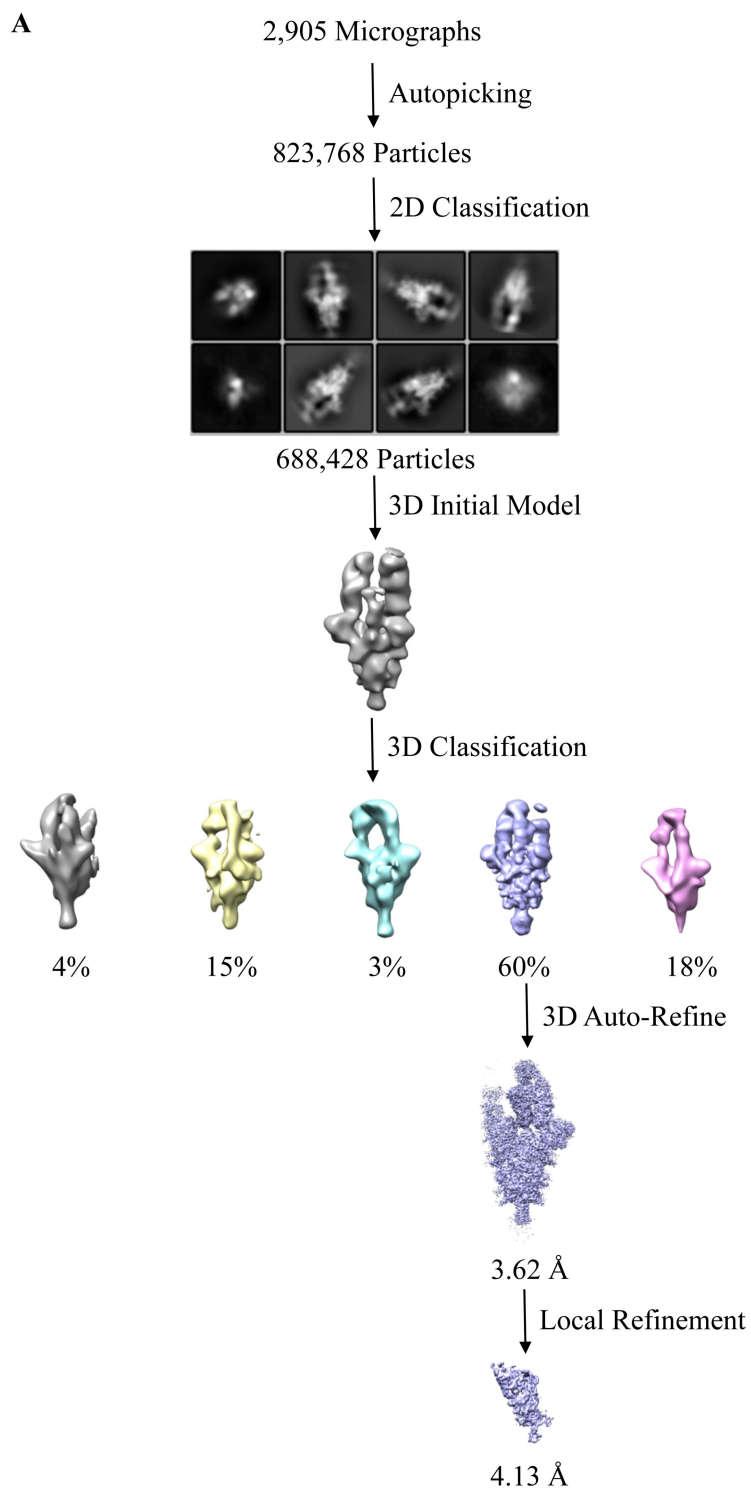 A
2,905 Micrographs
Autopicking
823,768 Particles
2D Classification
688,428 Particles
3D Initial Model
3D Classification
4% 15% 3% 60% 18%
3D Auto-Refine
3.62 Å
Local Refinement
4.13 Å